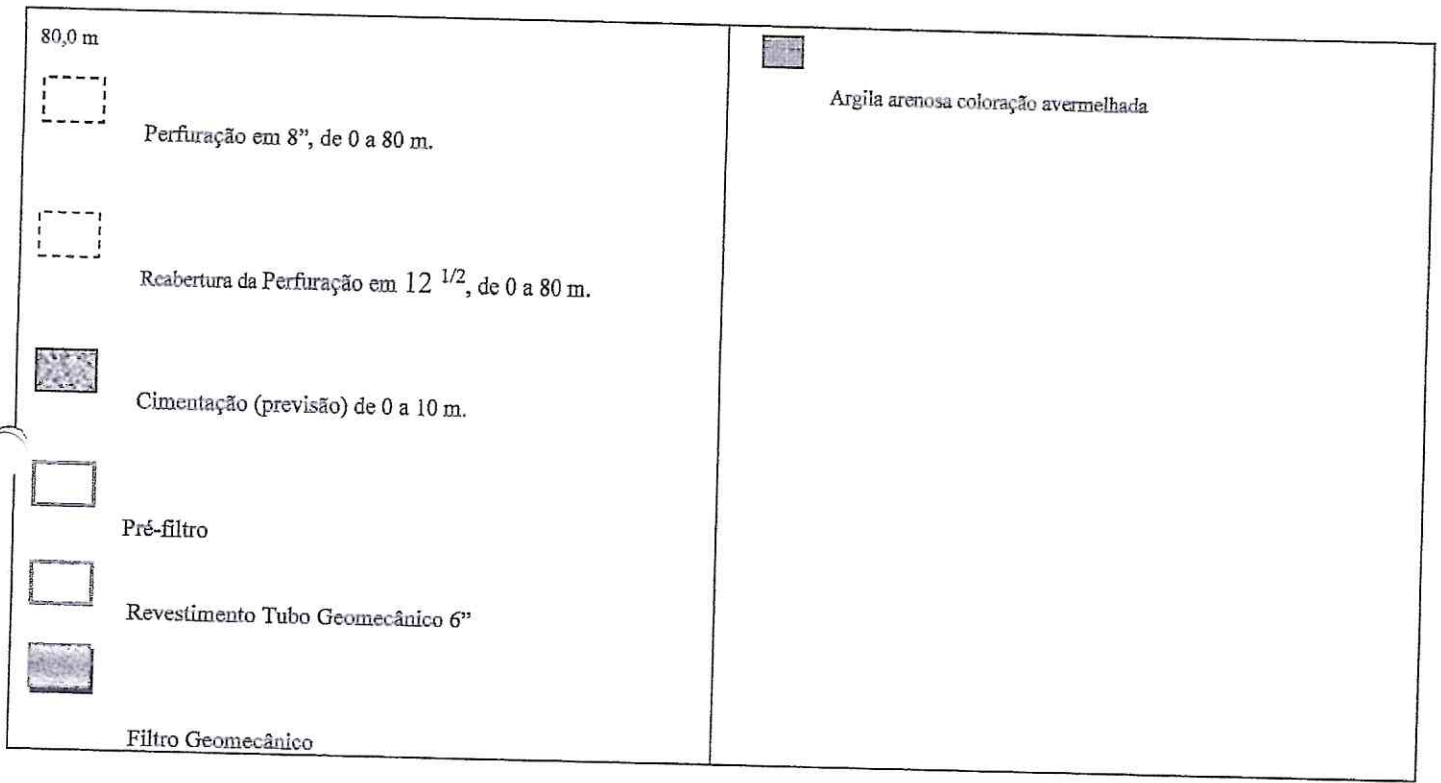 80,0 m
Perfuração em 8”, de 0 a 80 m.
Reabertura da Perfuração em 12 1/2, de 0 a 80 m.
Cimentação (previsão) de 0 a 10 m.
Pré-filtro
Revestimento Tubo Geomecânico 6”
Filtro Geomecânico
Argila arenosa coloração avermelhada